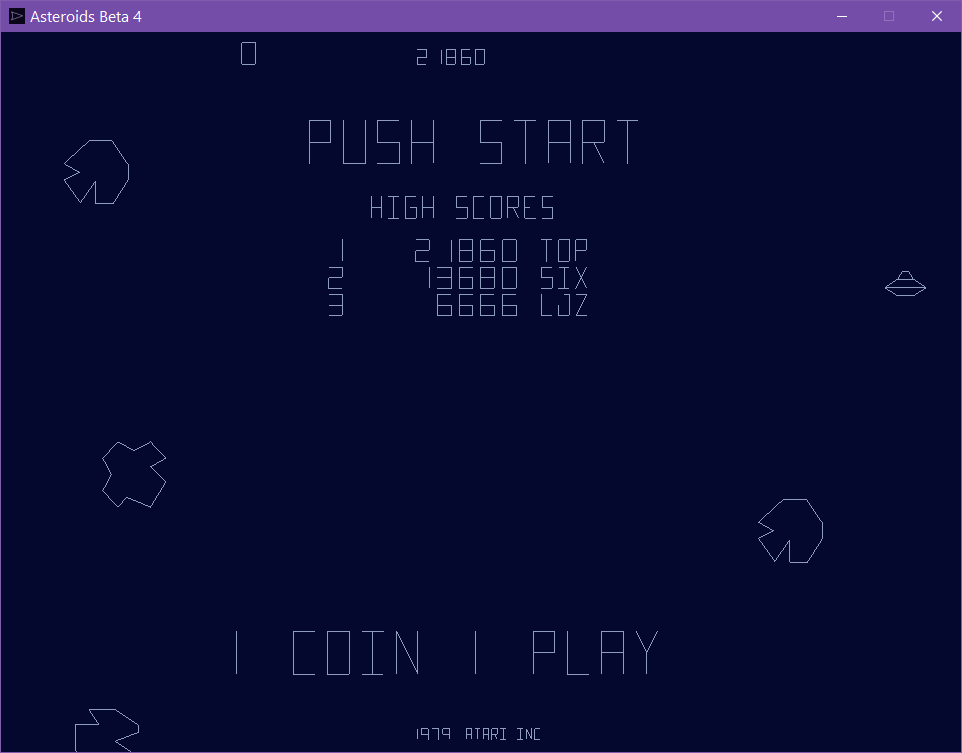 Asteroids Beta 4
0 21860
PUSH START
HIGH SCORES
1 21860 TOP
2 13680 SIX
3 6666 LJZ
1 COIN 1 PLAY
1979 ATARI INC